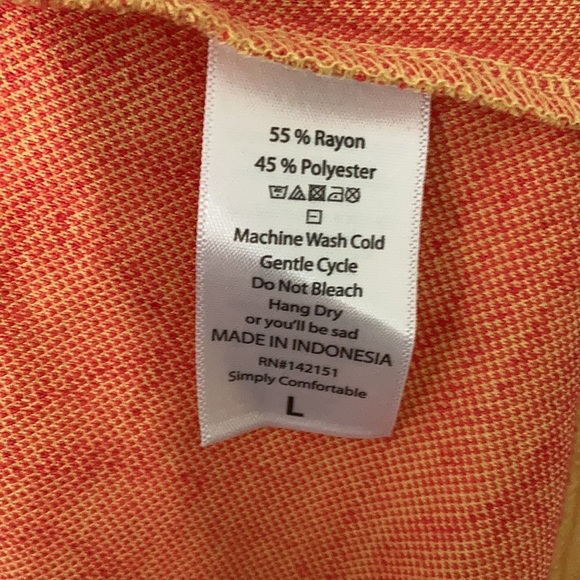 55 % Rayon
45 % Polyester
Machine Wash Cold
Gentle Cycle
Do Not Bleach
Hang Dry
or you'll be sad
MADE IN INDONESIA
RN#142151
Simply Comfortable
L